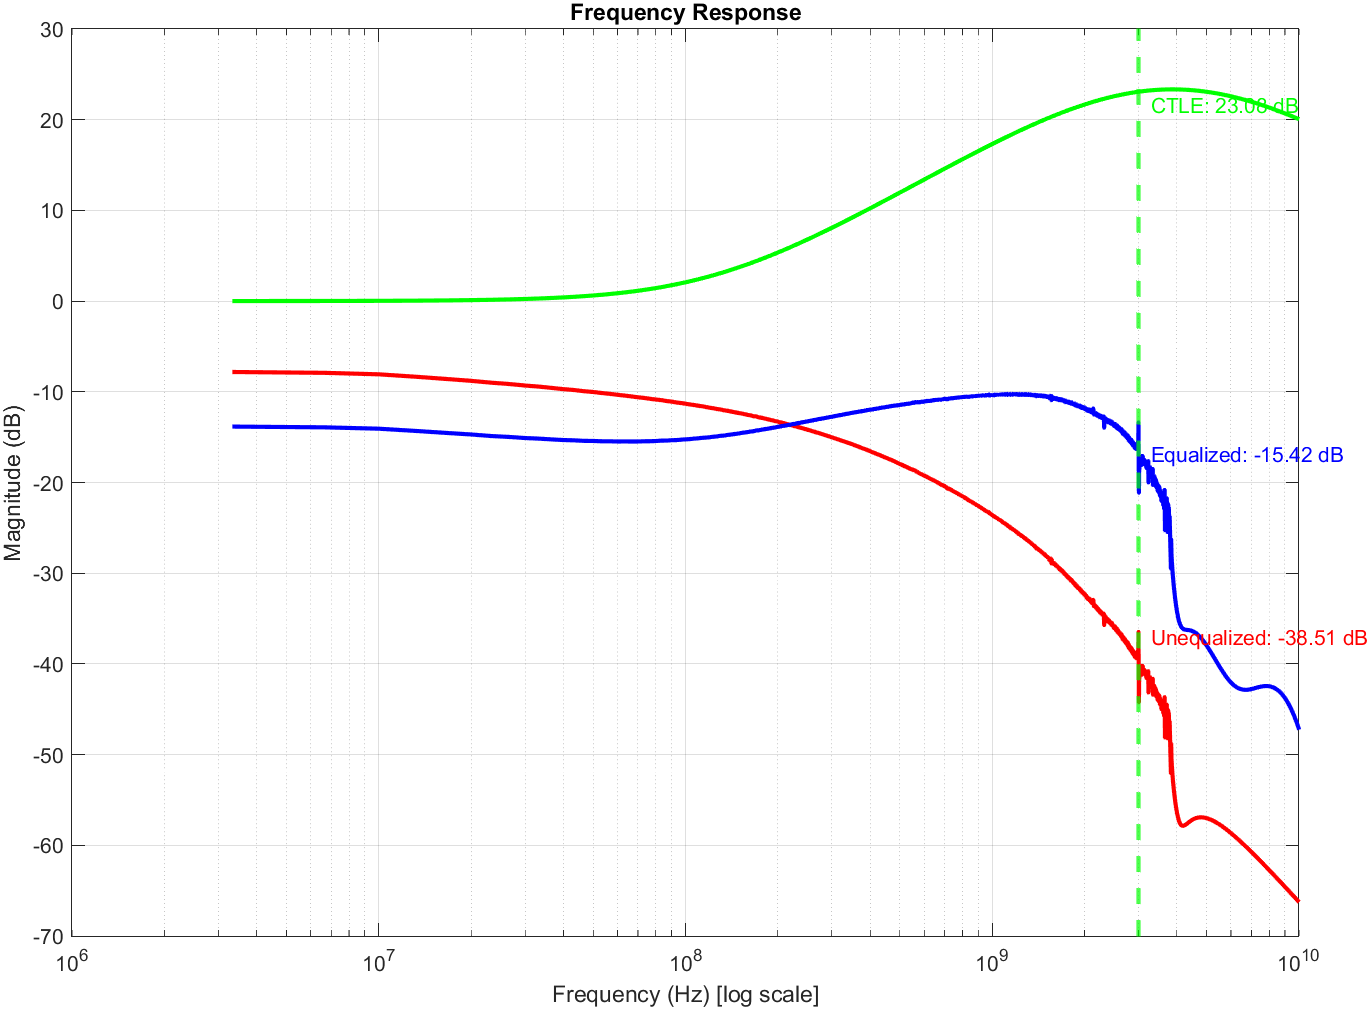 Frequency Response
30
20
10
0
-10
-20
-30
-40
-50
-60
-70
Magnitude (dB)
CTLE: 23.08 dB
Equalized: -15.42 dB
Unequalized: -38.51 dB
10^6
10^7
10^8
10^9
10^10
Frequency (Hz) [log scale]